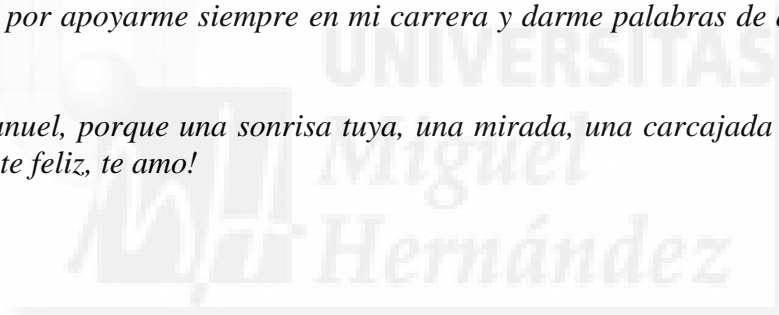 por apoyarme siempre en mi carrera y darme palabras de
UNIVERSITAS
porque una sonrisa tuya, una mirada, una carcajada
te feliz, te amo!
Miguel
Hernández